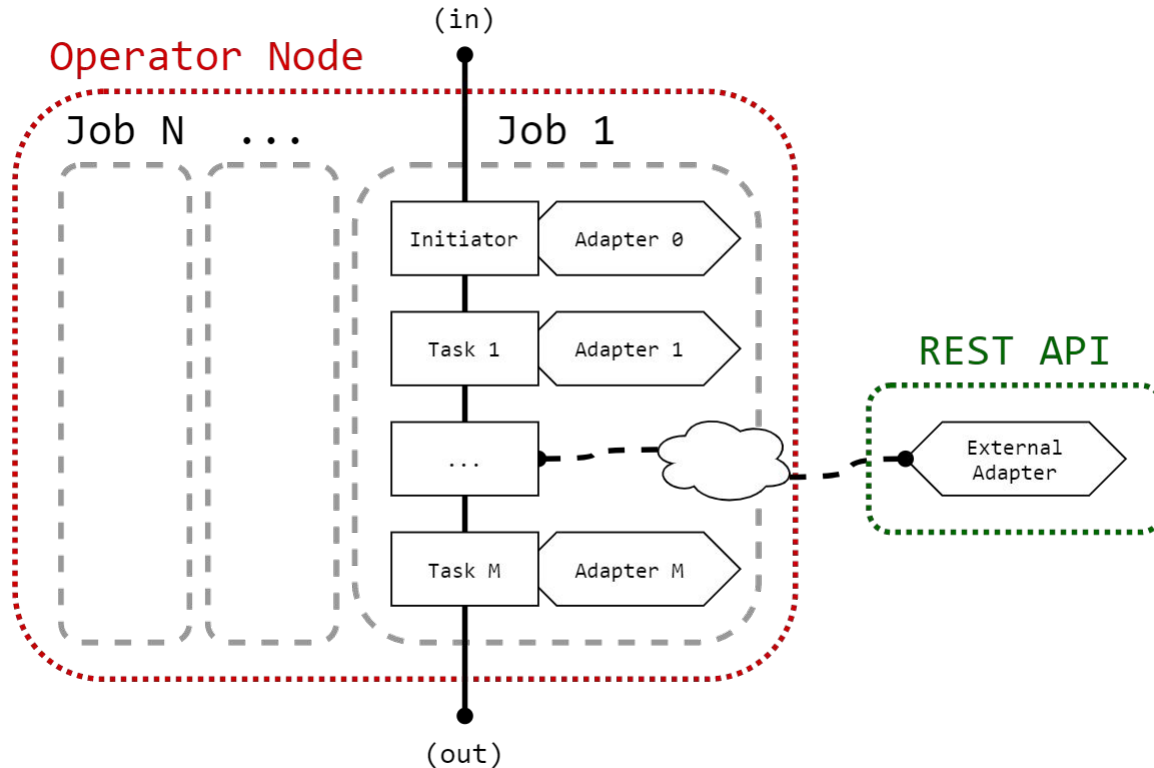 (in)
Operator Node
Job N ... Job 1
Initiator Adapter 0
Task 1 Adapter 1
REST API
...
External
Adapter
Task M Adapter M
(out)